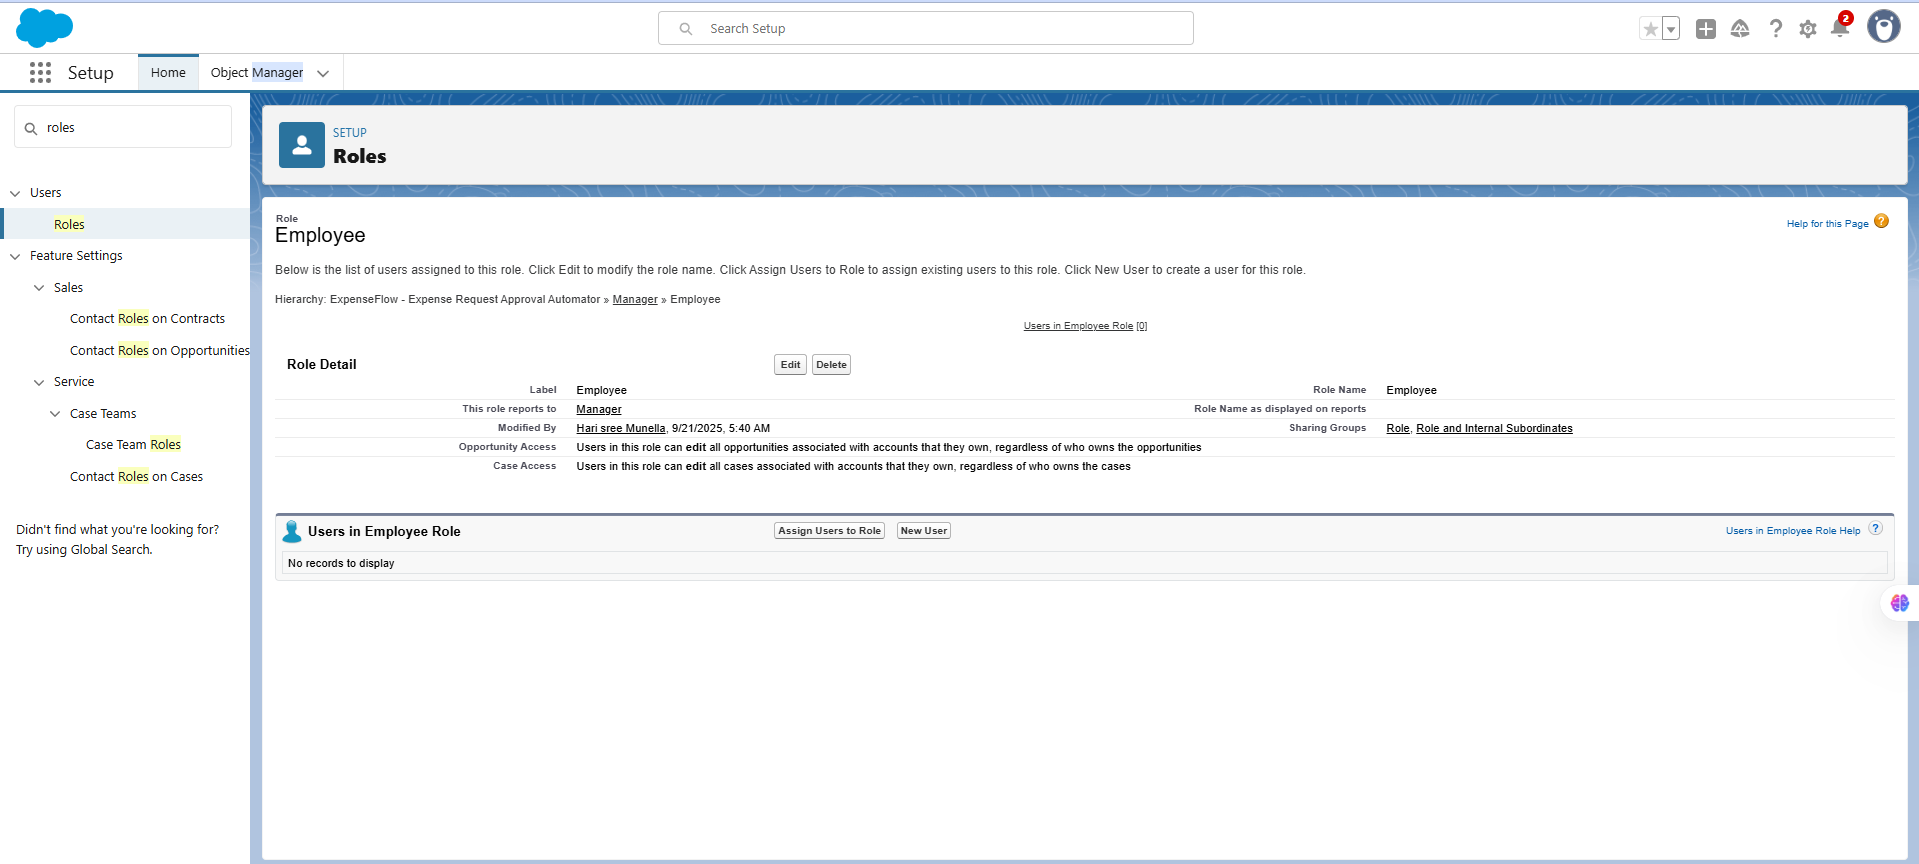 Search Setup
2
Setup
Home
Object Manager
roles
Users
Roles
Feature Settings
Sales
Contact Roles on Contracts
Contact Roles on Opportunities
Service
Case Teams
Case Team Roles
Contact Roles on Cases
Didn't find what you're looking for?
Try using Global Search.
SETUP
Roles
Role
Employee
Help for this Page ?
Below is the list of users assigned to this role. Click Edit to modify the role name. Click Assign Users to Role to assign existing users to this role. Click New User to create a user for this role.
Hierarchy: ExpenseFlow - Expense Request Approval Automator » Manager » Employee
Users in Employee Role [0]
Role Detail Edit Delete
Label Employee Role Name Employee
This role reports to Manager Role Name as displayed on reports
Modified By Hari sree Munella, 9/21/2025, 5:40 AM Sharing Groups Role, Role and Internal Subordinates
Opportunity Access Users in this role can edit all opportunities associated with accounts that they own, regardless of who owns the opportunities
Case Access Users in this role can edit all cases associated with accounts that they own, regardless of who owns the cases
Users in Employee Role Assign Users to Role New User Users in Employee Role Help ?
No records to display